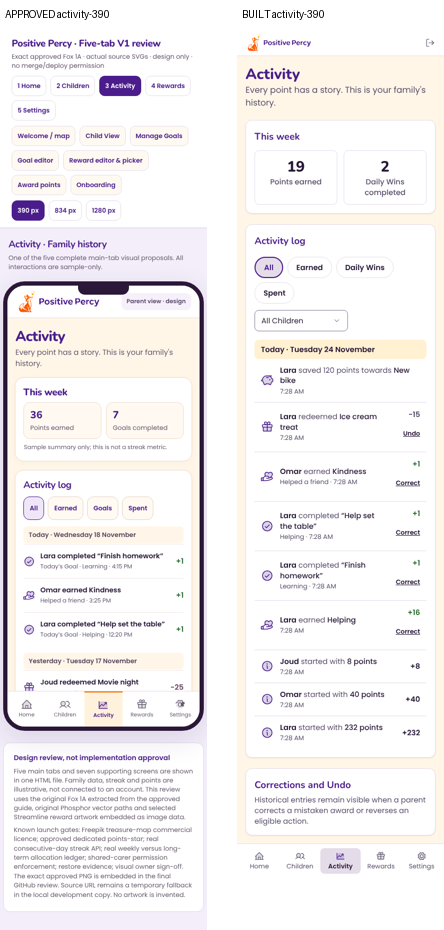 APPROVED activity-390
Positive Percy · Five-tab V1 review
Exact approved Fox 1A · actual source SVGs · design only ·
no merge/deploy permission
1 Home
2 Children
3 Activity
4 Rewards
5 Settings
Welcome / map
Child View
Manage Goals
Goal editor
Reward editor & picker
Award points
Onboarding
390 px
834 px
1280 px
Activity · Family history
One of the five complete main-tab visual proposals. All
interactions are sample-only.
Positive Percy
Parent view · design
Activity
Every point has a story. This is your family's
history.
This week
36
Points earned
7
Goals completed
Sample summary only; this is not a streak metric.
Activity log
All
Earned
Goals
Spent
Today · Wednesday 18 November
Lara completed “Finish homework”
Today's Goal · Learning · 4:15 PM
+1
Omar earned Kindness
Helped a friend · 3:25 PM
+1
Lara completed “Help set the table”
Today's Goal · Helping · 12:20 PM
+1
Yesterday · Tuesday 17 November
Joud redeemed Movie night
-25
Home
Children
Activity
Rewards
Settings
Design review, not implementation approval
Five main tabs and seven supporting screens are shown
in one HTML file. Family data, streak and points are
illustrative, not connected to an account. This review
uses the original Fox 1A extracted from the approved
guide, original Phosphor vector paths and selected
Streamline reward artwork embedded as image data.
Known launch gates: Freepik treasure-map commercial
licence; approved dedicated points-star; real
consecutive-day streak API; real weekly versus long-
term allocation ledger; shared-carer permission
enforcement; restore evidence; visual owner sign-off.
The exact approved PNG is embedded in the final
GitHub review. Source URL remains a temporary fallback
in the local development copy. No artwork is invented.
BUILT activity-390
Positive Percy
Activity
Every point has a story. This is your family's
history.
This week
19
Points earned
2
Daily Wins
completed
Activity log
All
Earned
Daily Wins
Spent
All Children
Today · Tuesday 24 November
Lara saved 120 points towards New
bike
7:28 AM
Lara redeemed Ice cream
treat
7:28 AM
-15
Undo
Omar earned Kindness
Helped a friend · 7:28 AM
+1
Correct
Lara completed “Help set
the table”
Helping · 7:28 AM
+1
Correct
Lara completed “Finish
homework”
Learning · 7:28 AM
+1
Correct
Lara earned Helping
7:28 AM
+16
Correct
Joud started with 8 points
7:28 AM
+8
Omar started with 40 points
7:28 AM
+40
Lara started with 232 points
7:28 AM
+232
Corrections and Undo
Historical entries remain visible when a parent
corrects a mistaken award or reverses an
eligible action.
Home
Children
Activity
Rewards
Settings